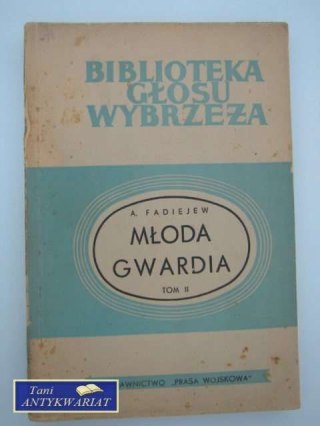 BIBLIOTEKA
GŁOSU
WYBRZEŻA
A. FADIEJEW
MŁODA
GWARDIA
TOM II
"PRASA WOJSKOWA"
Tani
ANTYKWARIAT